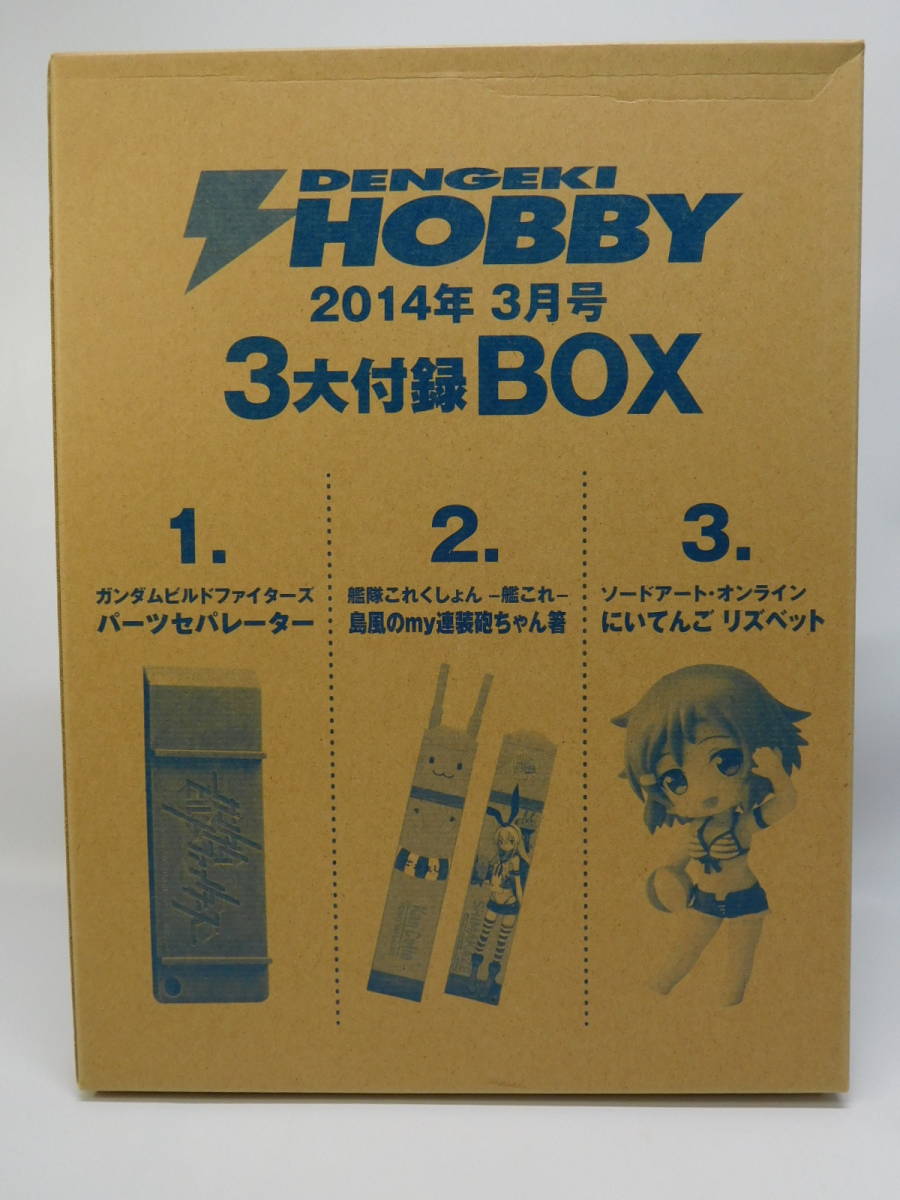 DENGEKI
HOBBY
2014年 3月号
3大付録BOX
1.
ガンダムビルドファイターズ
パーツセパレーター
2.
艦隊これくしょん -艦これ-
島風のmy連装砲ちゃん箸
3.
ソードアート・オンライン
にいてんご リズベット